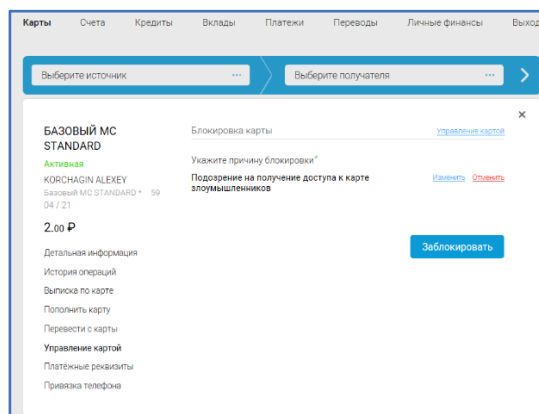 Карты Счета Кредиты Вклады Платежи Переводы Личные финансы Выход
Выберите источник ... Выберите получателя ...
БАЗОВЫЙ МС
STANDARD
Активная
KORCHAGIN ALEXEY
Базовый МС STANDARD * 59
04 / 21
2.00 ₽
Детальная информация
История операций
Выписка по карте
Пополнить карту
Перевести с карты
Управление картой
Платёжные реквизиты
Привязка телефона
Блокировка карты Управление картой
Укажите причину блокировки*
Подозрение на получение доступа к карте Изменить Отменить
злоумышленников
Заблокировать